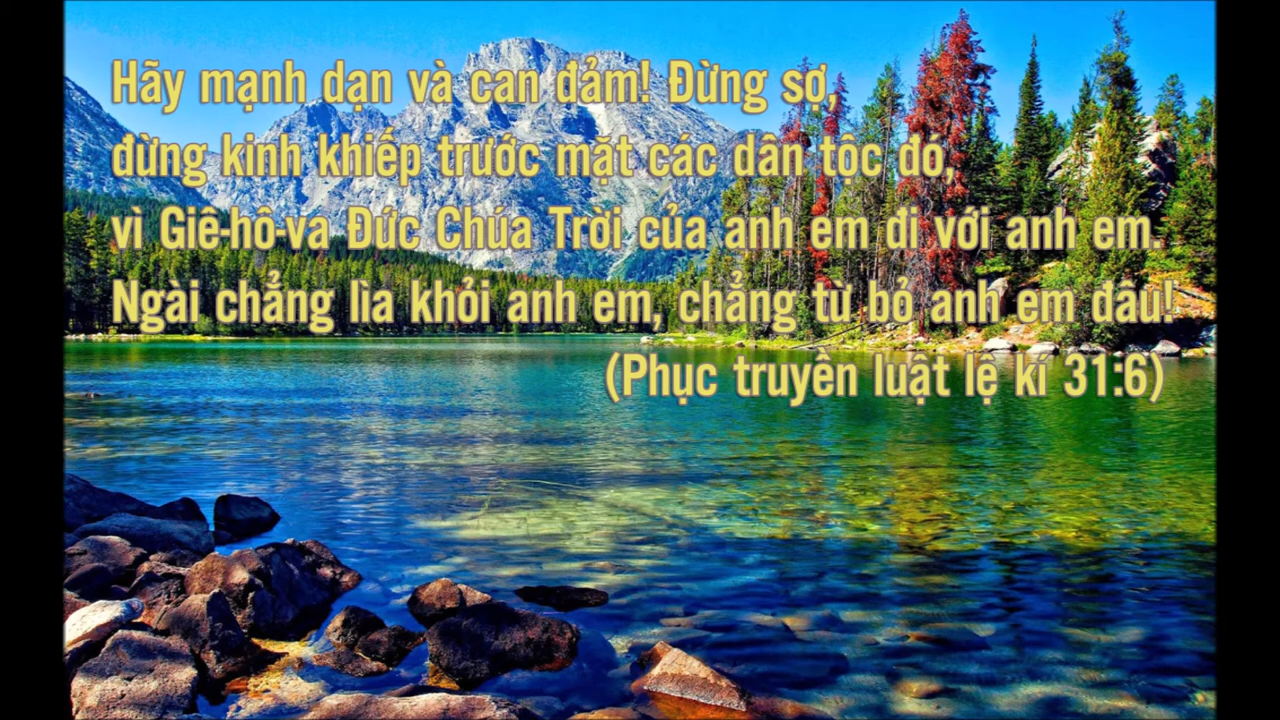 Hãy mạnh dạn và can đảm! Đừng sợ,
đừng kinh khiếp trước mặt các dân tộc đó,
vì Giê-hô-va Đức Chúa Trời của anh em đi với anh em.
Ngài chẳng lìa khỏi anh em, chẳng từ bỏ anh em đâu!
(Phục truyền luật lệ kí 31:6)